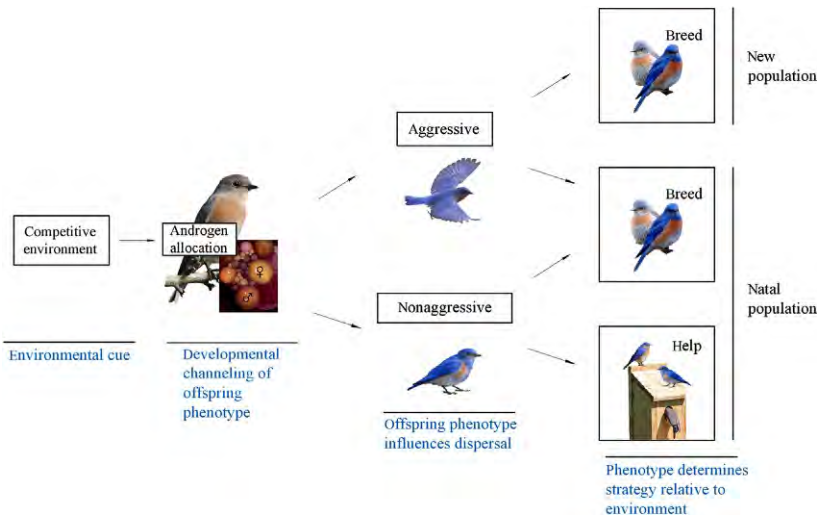 Competitive
environment
Environmental cue
Androgen
allocation
♀
♂
Developmental
channeling of
offspring
phenotype
Aggressive
Nonaggressive
Offspring phenotype
influences dispersal
Breed
New
population
Breed
Help
Natal
population
Phenotype determines
strategy relative to
environment